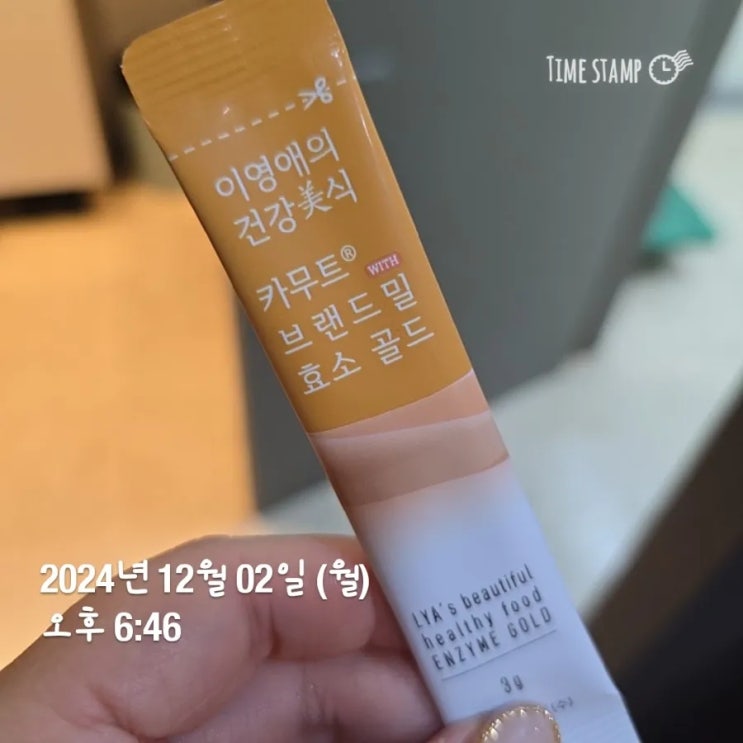 TIME STAMP
이영애의
건강美식
카무트® WITH
브랜드밀
효소 골드
2024년 12월 02일 (월)
오후 6:46
LYA's beautiful
healthy food
ENZYME GOLD
3g
(수)